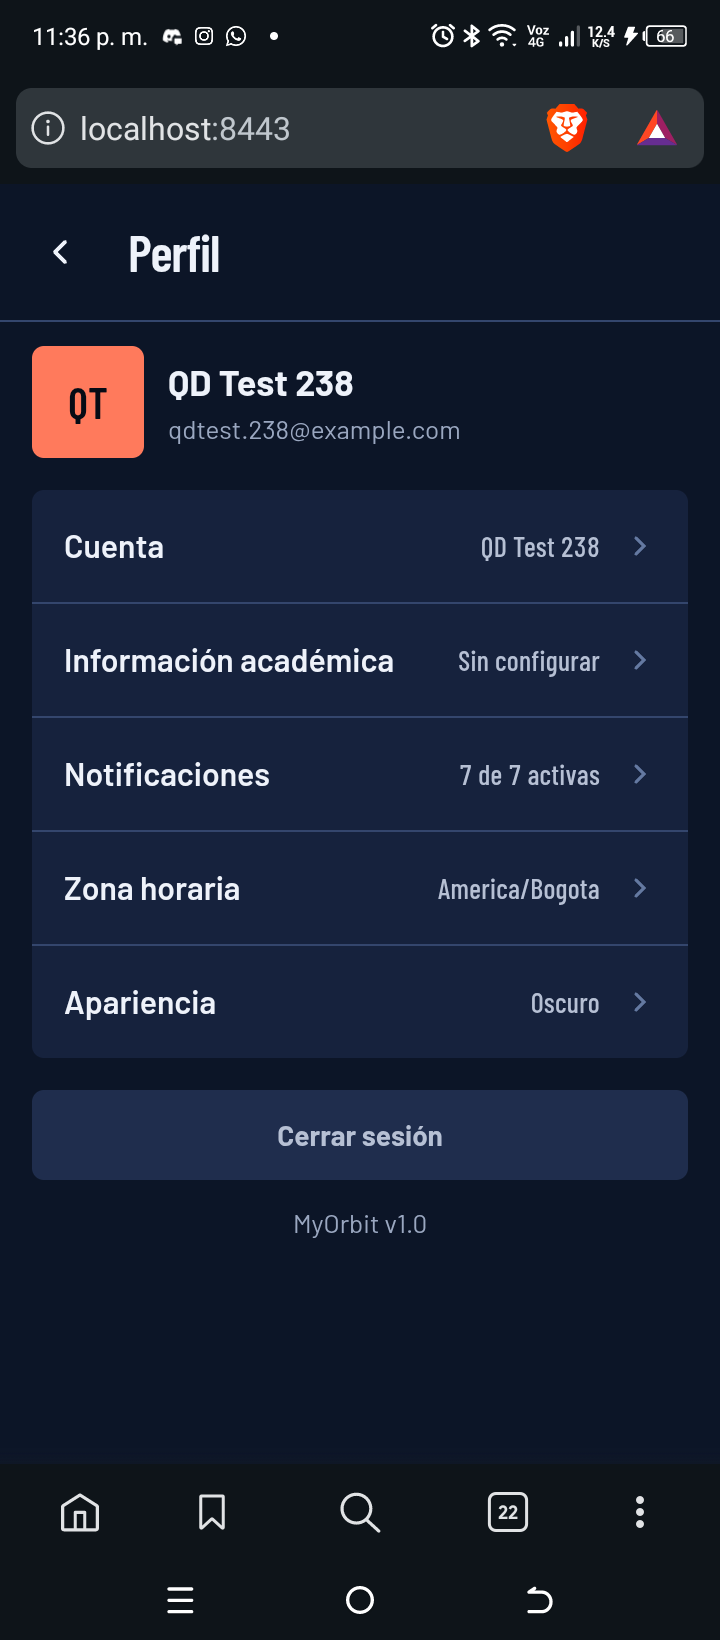 11:36 p. m.
Voz 4G
12.4 K/S
66
localhost:8443
Perfil
QT
QD Test 238
qdtest.238@example.com
Cuenta QD Test 238
Información académica Sin configurar
Notificaciones 7 de 7 activas
Zona horaria America/Bogota
Apariencia Oscuro
Cerrar sesión
MyOrbit v1.0
22